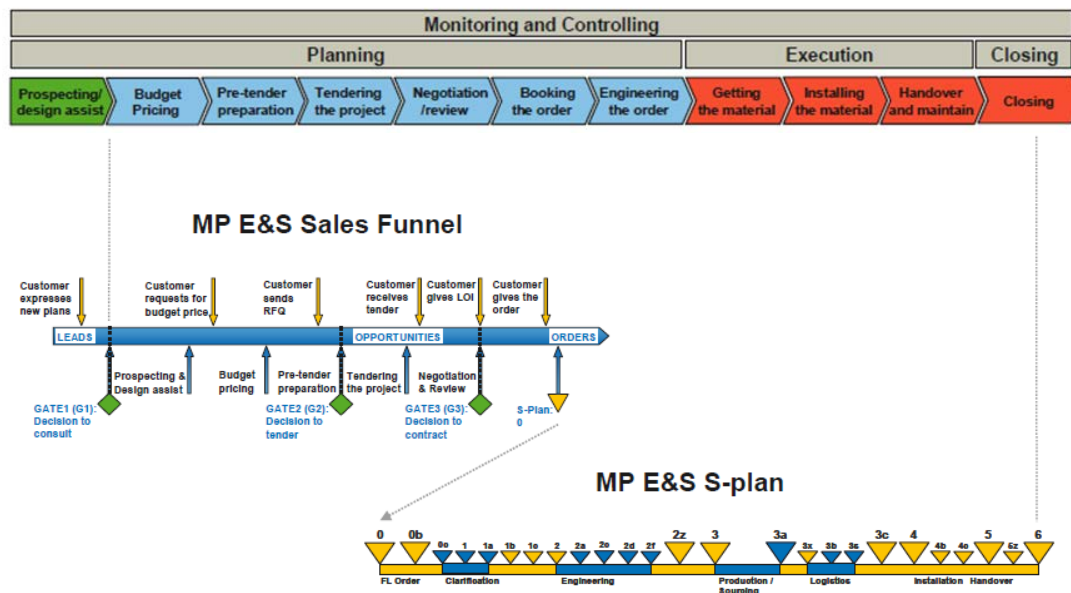 Monitoring and Controlling
Planning
Execution
Closing
Prospecting/
design assist
Budget
Pricing
Pre-tender
preparation
Tendering
the project
Negotiation
/review
Booking
the order
Engineering
the order
Getting
the material
Installing
the material
Handover
and maintain
Closing
MP E&S Sales Funnel
Customer
expresses
new plans
Customer
requests for
budget price
Customer
sends
RFQ
Customer
receives
tender
Customer
gives LOI
Customer
gives the
order
LEADS
OPPORTUNITIES
ORDERS
Prospecting &
Design assist
Budget
pricing
Pre-tender
preparation
Tendering
the project
Negotiation
& Review
GATE1 (G1):
Decision to
consult
GATE2 (G2):
Decision to
tender
GATE3 (G3):
Decision to
contract
S-Plan:
0
MP E&S S-plan
0
0b
1
1a
1b
2
2a
2d
2f
2z
3
3a
3x
3b
3c
4
4b
5
5z
6
FL Order
Clarification
Engineering
Production /
Sourcing
Logistics
Installation
Handover